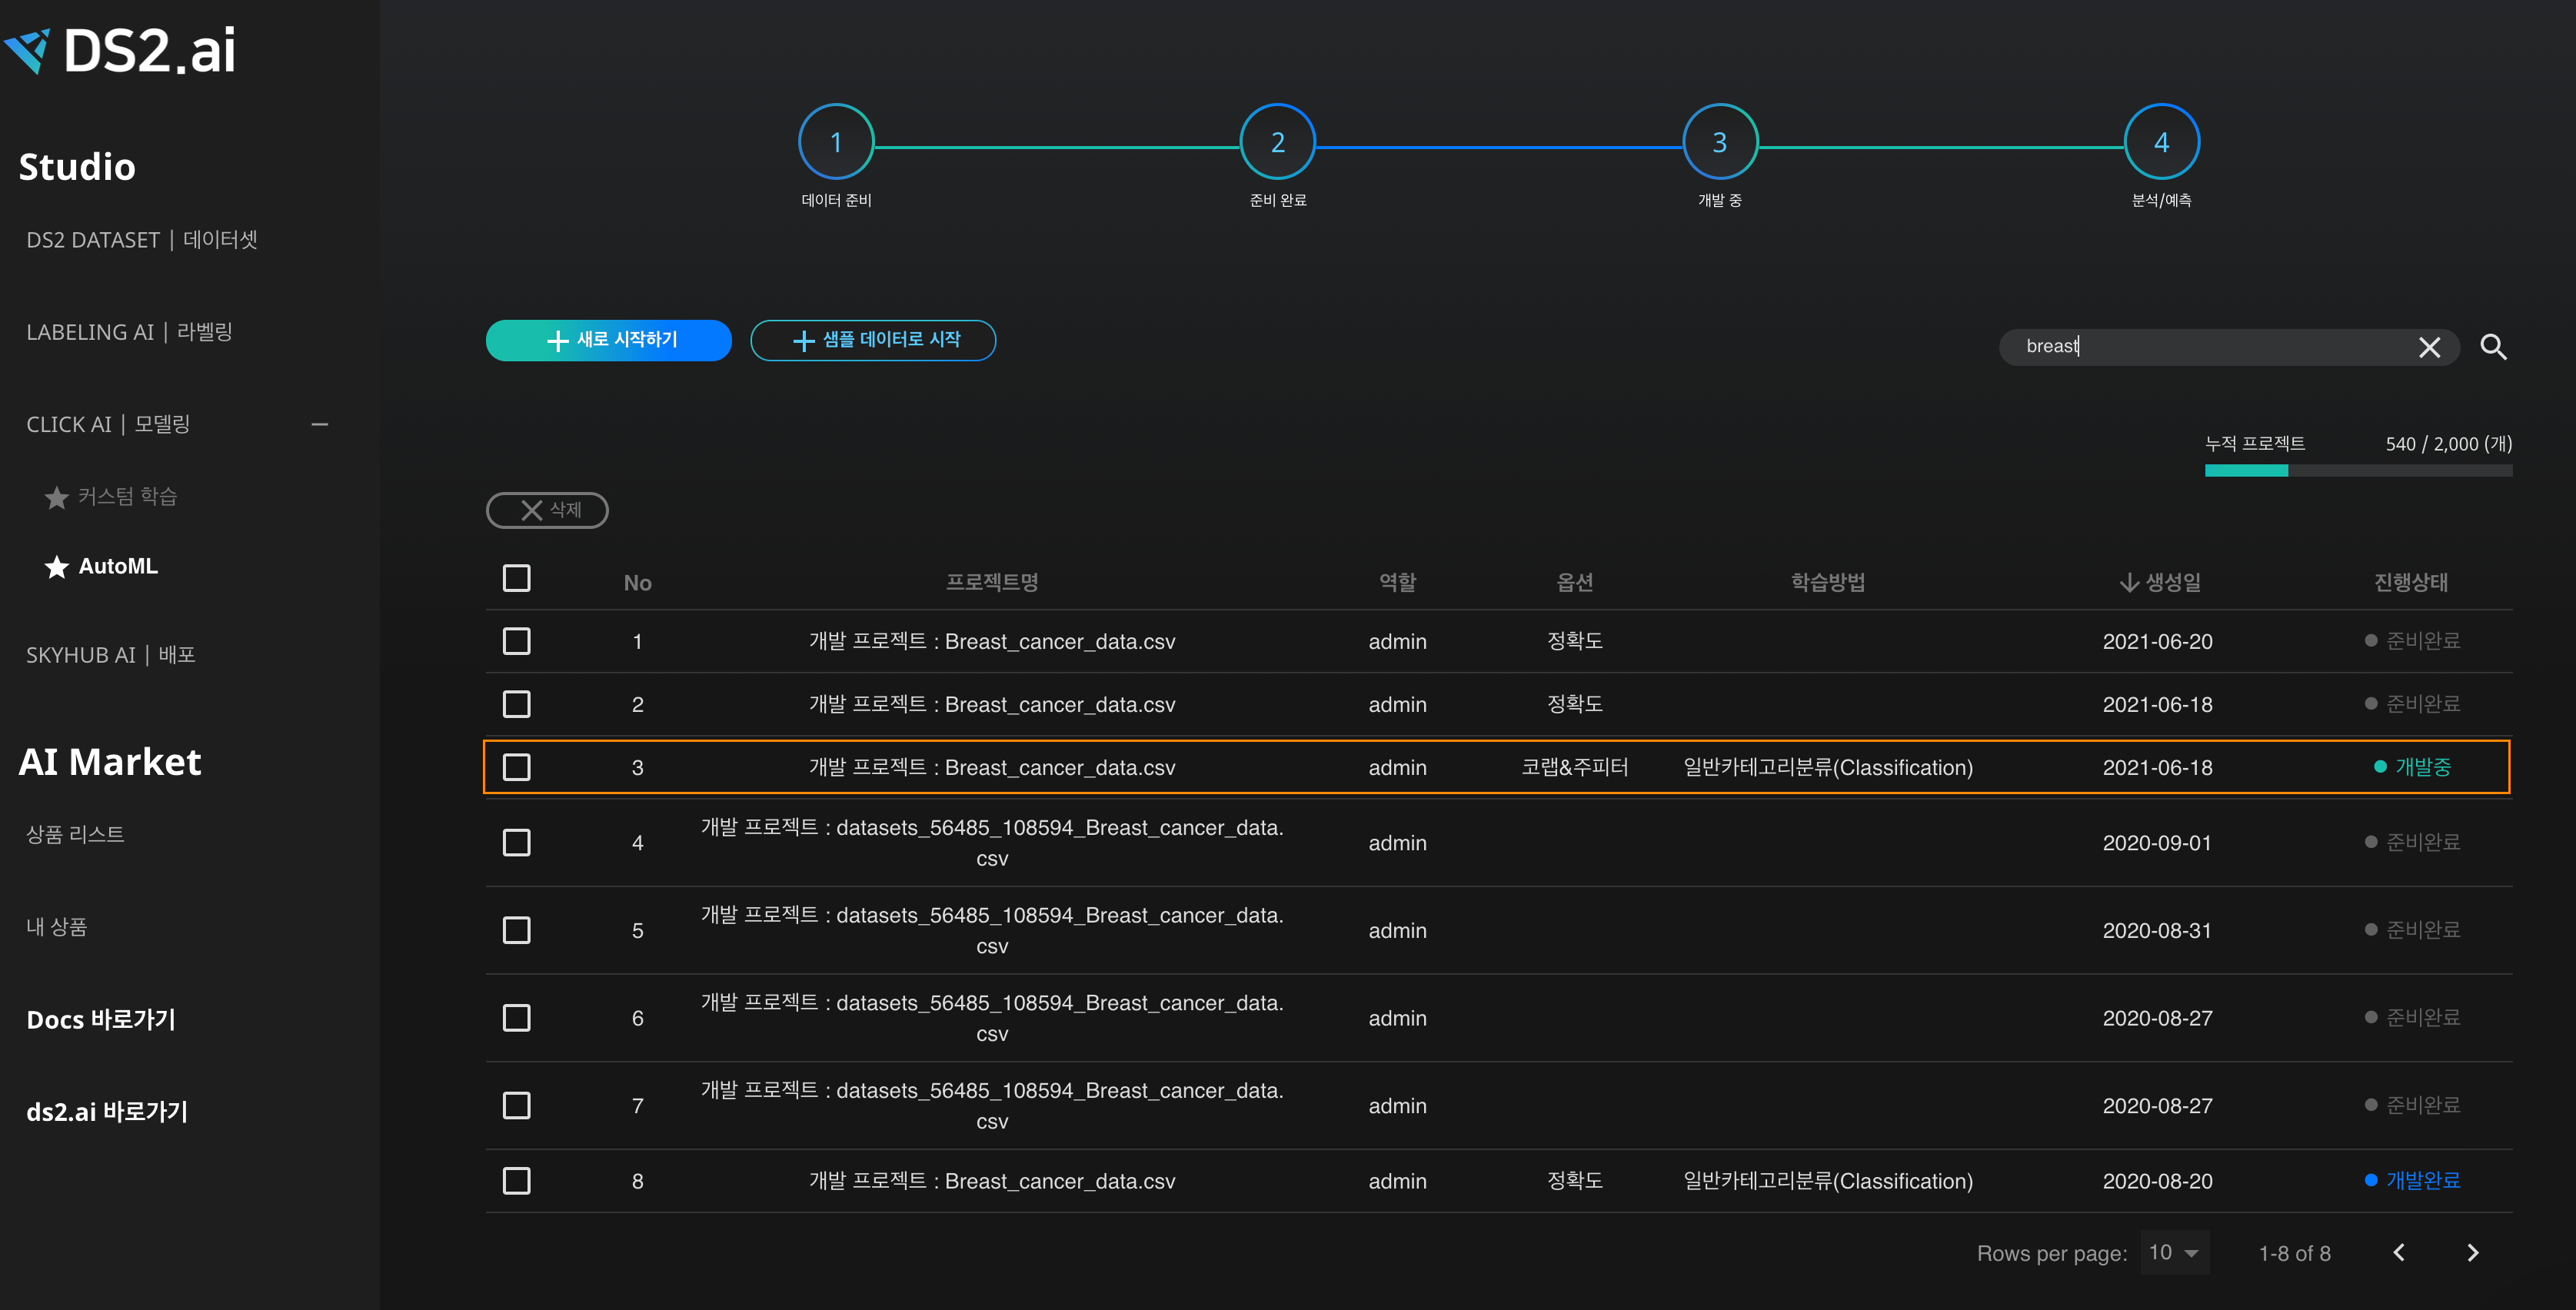 DS2.ai
Studio
DS2 DATASET | 데이터셋
LABELING AI | 라벨링
CLICK AI | 모델링
커스텀 학습
AutoML
SKYHUB AI | 배포
AI Market
상품 리스트
내 상품
Docs 바로가기
ds2.ai 바로가기
1 2 3 4
데이터 준비 준비 완료 개발 중 분석/예측
새로 시작하기 샘플 데이터로 시작 breast
누적 프로젝트 540 / 2,000 (개)
삭제
No 프로젝트명 역할 옵션 학습방법 생성일 진행상태
1 개발 프로젝트 : Breast_cancer_data.csv admin 정확도 2021-06-20 준비완료
2 개발 프로젝트 : Breast_cancer_data.csv admin 정확도 2021-06-18 준비완료
3 개발 프로젝트 : Breast_cancer_data.csv admin 코랩&주피터 일반카테고리분류(Classification) 2021-06-18 개발중
4 개발 프로젝트 : datasets_56485_108594_Breast_cancer_data. admin 2020-09-01 준비완료
csv
5 개발 프로젝트 : datasets_56485_108594_Breast_cancer_data. admin 2020-08-31 준비완료
csv
6 개발 프로젝트 : datasets_56485_108594_Breast_cancer_data. admin 2020-08-27 준비완료
csv
7 개발 프로젝트 : datasets_56485_108594_Breast_cancer_data. admin 2020-08-27 준비완료
csv
8 개발 프로젝트 : Breast_cancer_data.csv admin 정확도 일반카테고리분류(Classification) 2020-08-20 개발완료
Rows per page: 10 1-8 of 8